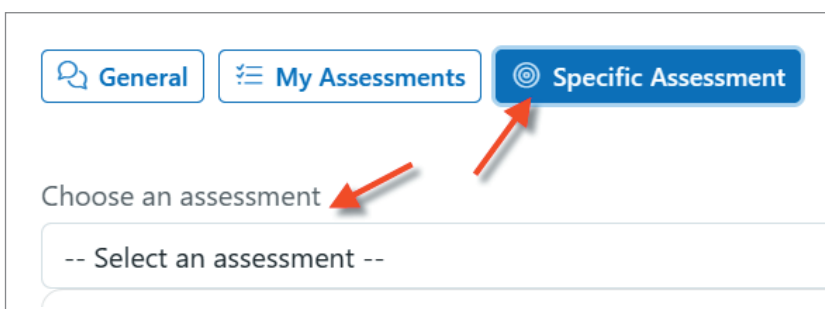 General My Assessments Specific Assessment
Choose an assessment
-- Select an assessment --